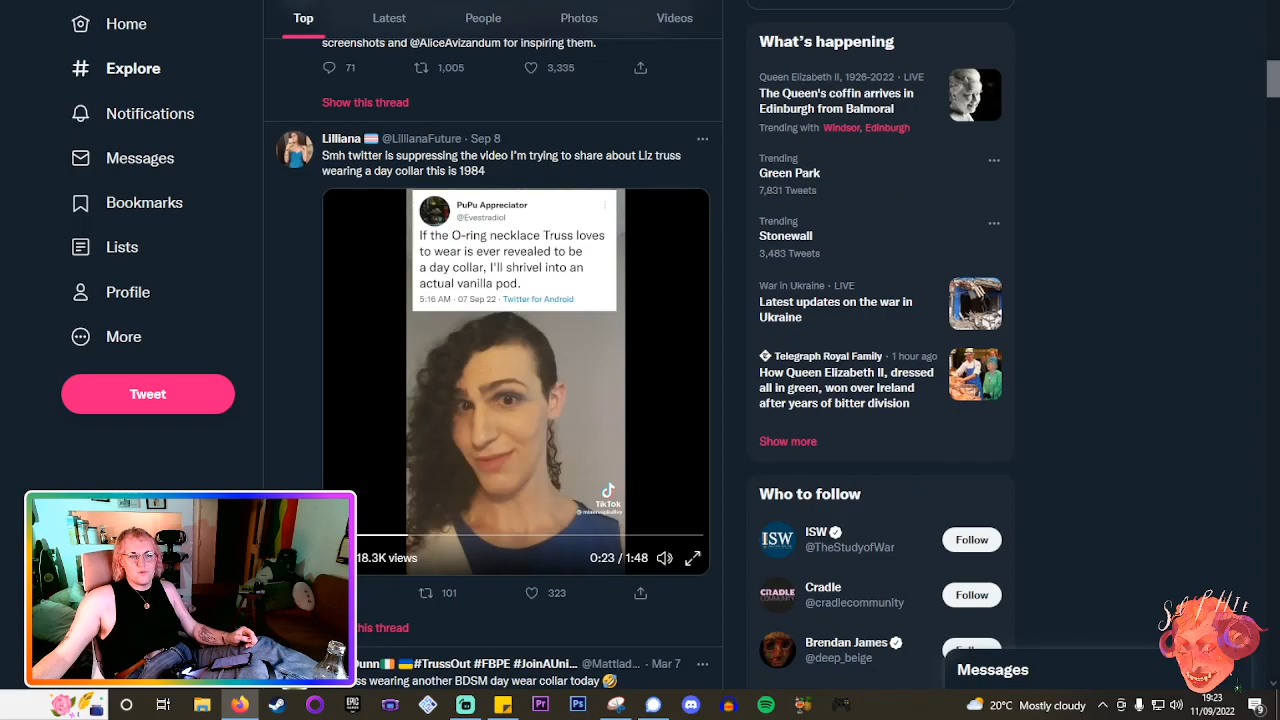 Home
Explore
Notifications
Messages
Bookmarks
Lists
Profile
More
Tweet
Top
Latest
People
Photos
Videos
screenshots and @AliceAvizandum for inspiring them.
71
1,005
3,335
Show this thread
Lilliana
@LillianaFuture · Sep 8
Smh twitter is suppressing the video I'm trying to share about Liz truss
wearing a day collar this is 1984
PuPu Appreciator
@Evestradiol
If the O-ring necklace Truss loves
to wear is ever revealed to be
a day collar, I'll shrivel into an
actual vanilla pod.
5:16 AM · 07 Sep 22 · Twitter for Android
TikTok
18.3K views
0:23 / 1:48
101
323
this thread
#TrussOut #FBPE #JoinAUni... @Mattlad... · Mar 7
wearing another BDSM day wear collar today 🤣
What's happening
Queen Elizabeth II, 1926-2022 · LIVE
The Queen's coffin arrives in
Edinburgh from Balmoral
Trending with Windsor, Edinburgh
Trending
Green Park
7,831 Tweets
Trending
Stonewall
3,483 Tweets
War in Ukraine · LIVE
Latest updates on the war in
Ukraine
Telegraph Royal Family · 1 hour ago
How Queen Elizabeth II, dressed
all in green, won over Ireland
after years of bitter division
Show more
Who to follow
ISW
@TheStudyofWar
Follow
Cradle
@cradlecommunity
Follow
Brendan James
@deep_beige
Messages
20°C Mostly cloudy
19:23
11/09/2022